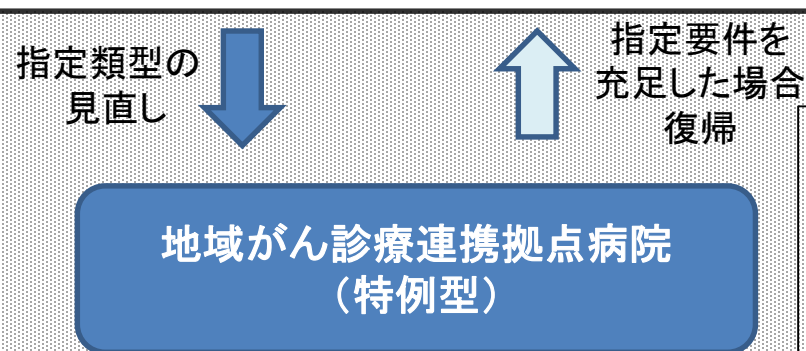 指定類型の
見直し
指定要件を
充足した場合
復帰
地域がん診療連携拠点病院
（特例型）